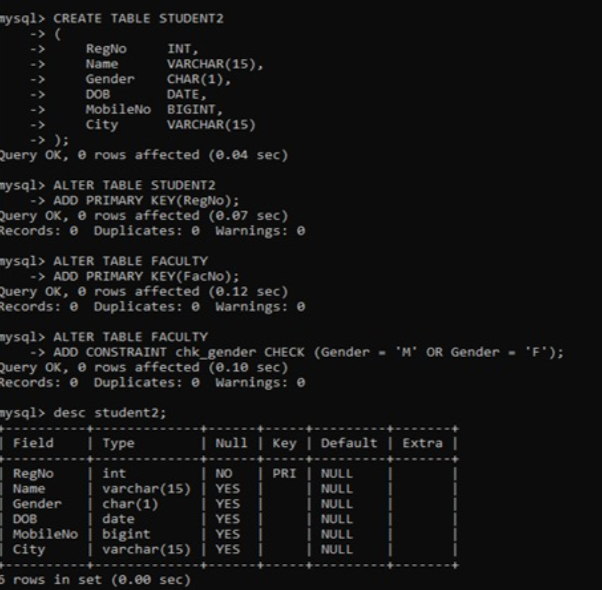 mysql> CREATE TABLE STUDENT2
-> (
-> RegNo INT,
-> Name VARCHAR(15),
-> Gender CHAR(1),
-> DOB DATE,
-> MobileNo BIGINT,
-> City VARCHAR(15)
-> );
Query OK, 0 rows affected (0.04 sec)
mysql> ALTER TABLE STUDENT2
-> ADD PRIMARY KEY(RegNo);
Query OK, 0 rows affected (0.07 sec)
Records: 0 Duplicates: 0 Warnings: 0
mysql> ALTER TABLE FACULTY
-> ADD PRIMARY KEY(FacNo);
Query OK, 0 rows affected (0.12 sec)
Records: 0 Duplicates: 0 Warnings: 0
mysql> ALTER TABLE FACULTY
-> ADD CONSTRAINT chk_gender CHECK (Gender = 'M' OR Gender = 'F');
Query OK, 0 rows affected (0.10 sec)
Records: 0 Duplicates: 0 Warnings: 0
mysql> desc student2;
| Field | Type | Null | Key | Default | Extra |
| RegNo | int | NO | PRI | NULL | |
| Name | varchar(15) | YES | | NULL | |
| Gender | char(1) | YES | | NULL | |
| DOB | date | YES | | NULL | |
| MobileNo | bigint | YES | | NULL | |
| City | varchar(15) | YES | | NULL | |
6 rows in set (0.00 sec)